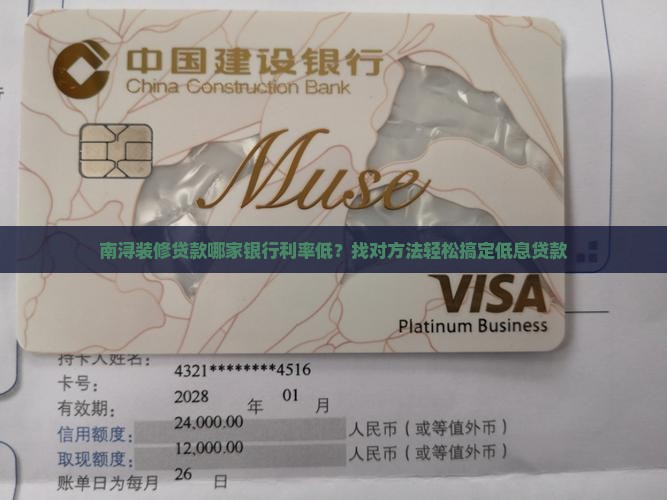 中国建设银行
China Construction Bank
Muse
南浔装修贷款哪家银行利率低？找对方法轻松搞定低息贷款
VISA
Platinum Business
持卡人姓名：
卡号： 4321********4516
有效期： 2028 年 01 月
信用额度： 24,000.00 人民币（或等值外币）
取现额度： 12,000.00 人民币（或等值外币）
账单日为每月 26 日